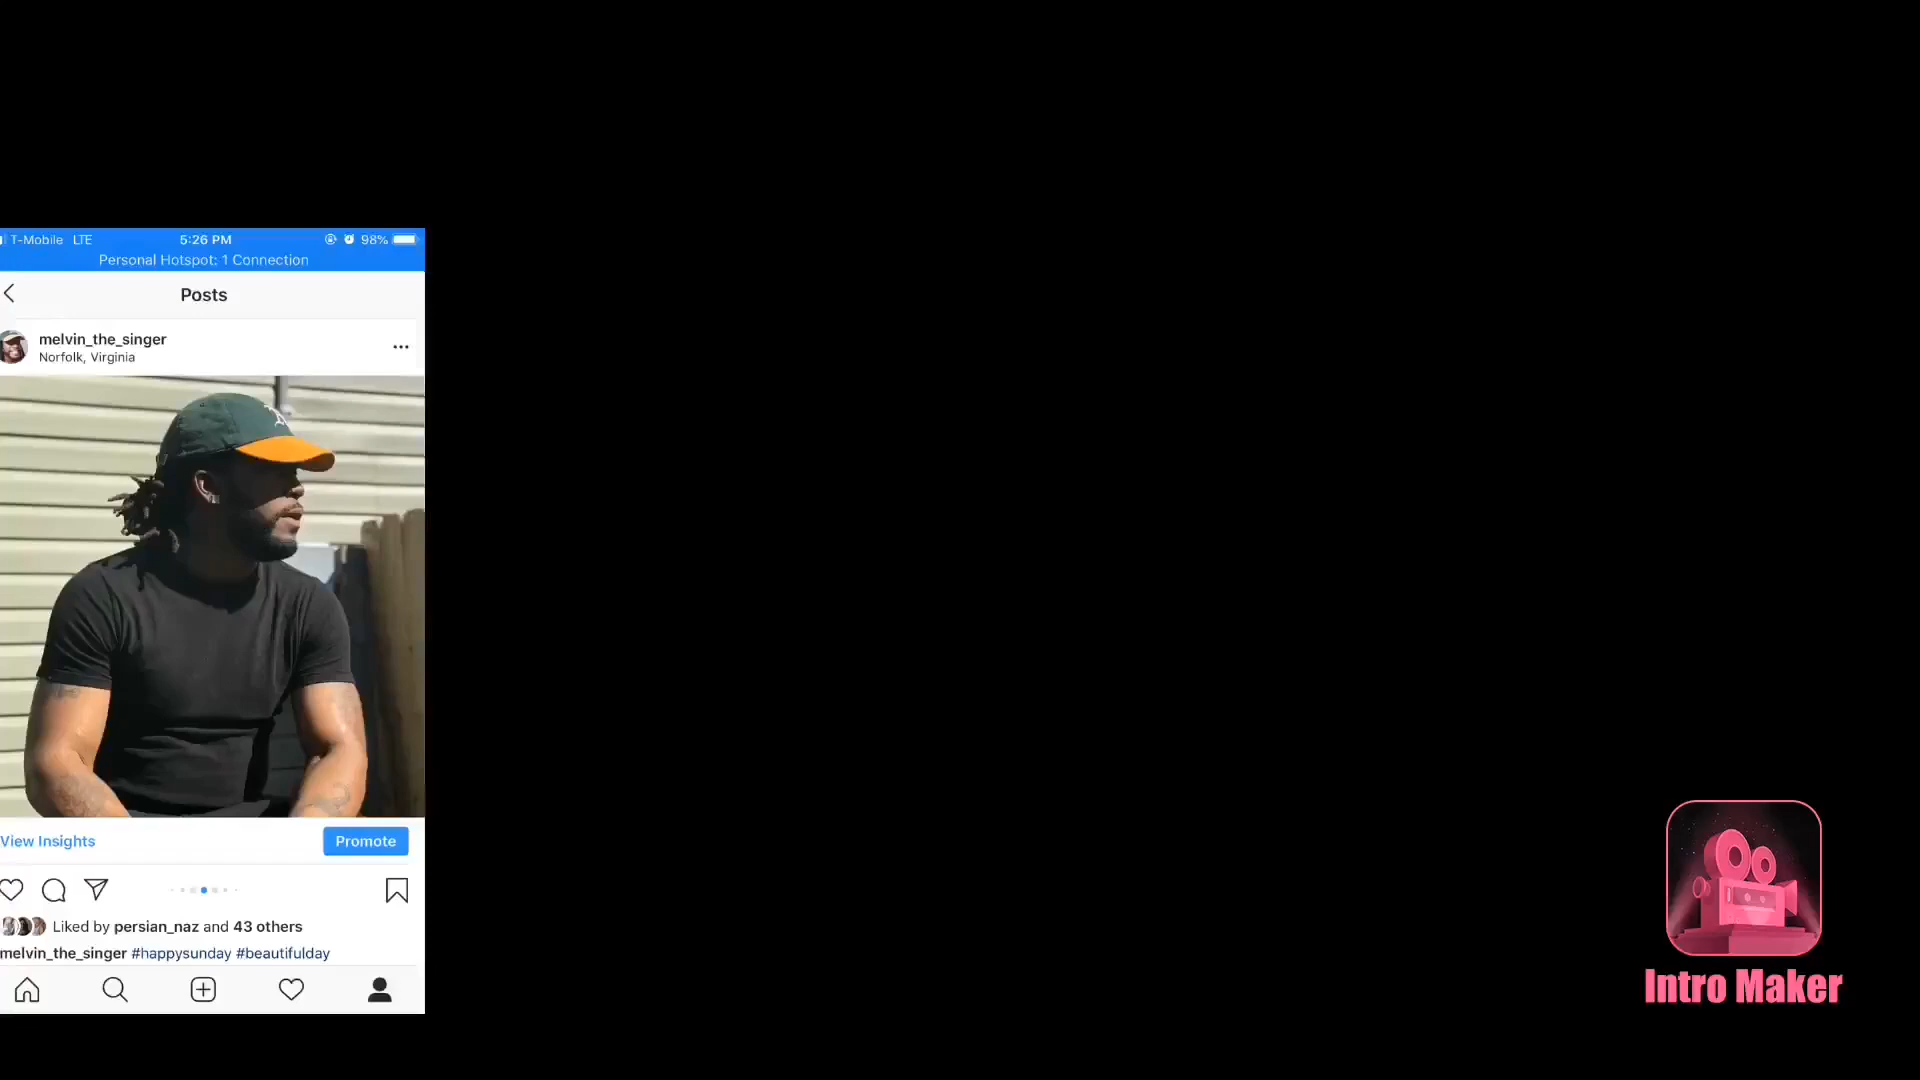 T-Mobile LTE 5:26 PM 98%
Personal Hotspot: 1 Connection
Posts
melvin_the_singer
Norfolk, Virginia
View Insights Promote
Liked by persian_naz and 43 others
melvin_the_singer #happysunday #beautifulday
Intro Maker